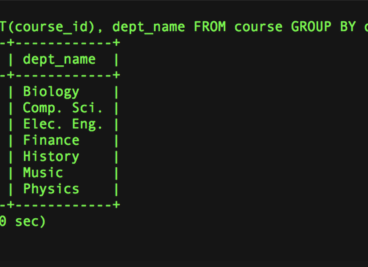 T(course_id), dept_name FROM course GROUP BY
-+------------+
 | dept_name  |
-+------------+
 | Biology    |
 | Comp. Sci. |
 | Elec. Eng. |
 | Finance    |
 | History    |
 | Music      |
 | Physics    |
-+------------+
0 sec)